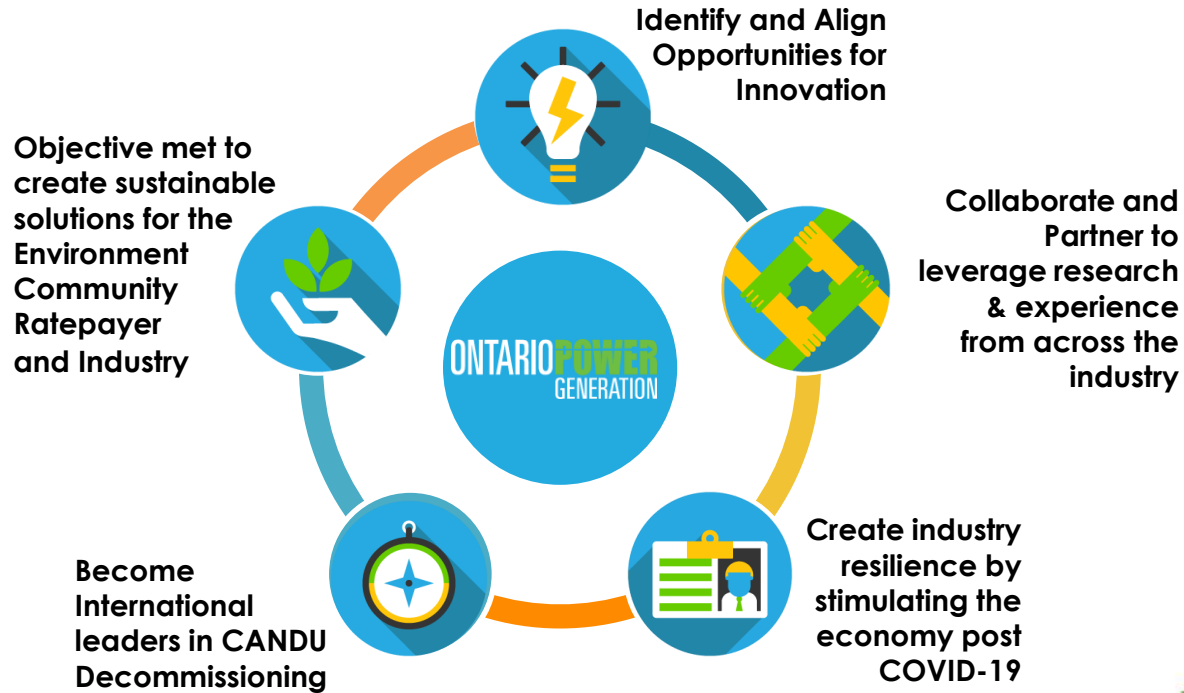 Identify and Align
Opportunities for
Innovation
Collaborate and
Partner to
leverage research
& experience
from across the
industry
Create industry
resilience by
stimulating the
economy post
COVID-19
Become
International
leaders in CANDU
Decommissioning
Objective met to
create sustainable
solutions for the
Environment
Community
Ratepayer
and Industry
ONTARIOPOWER
GENERATION